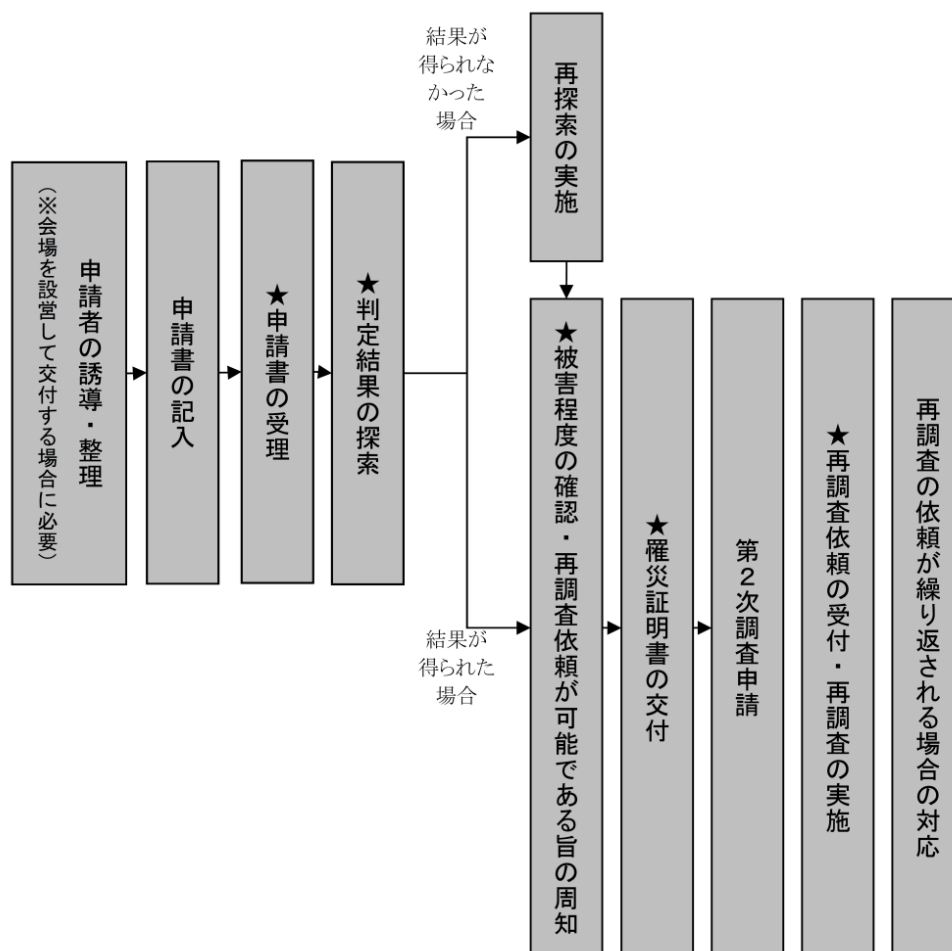 申請者の誘導・整理
（※会場を設営して交付する場合に必要）
申請書の記入
★申請書の受理
★判定結果の探索
結果が
得られな
かった
場合
再探索の実施
結果が
得られた
場合
★被害程度の確認・再調査依頼が可能である旨の周知
★罹災証明書の交付
第２次調査申請
★再調査依頼の受付・再調査の実施
再調査の依頼が繰り返される場合の対応